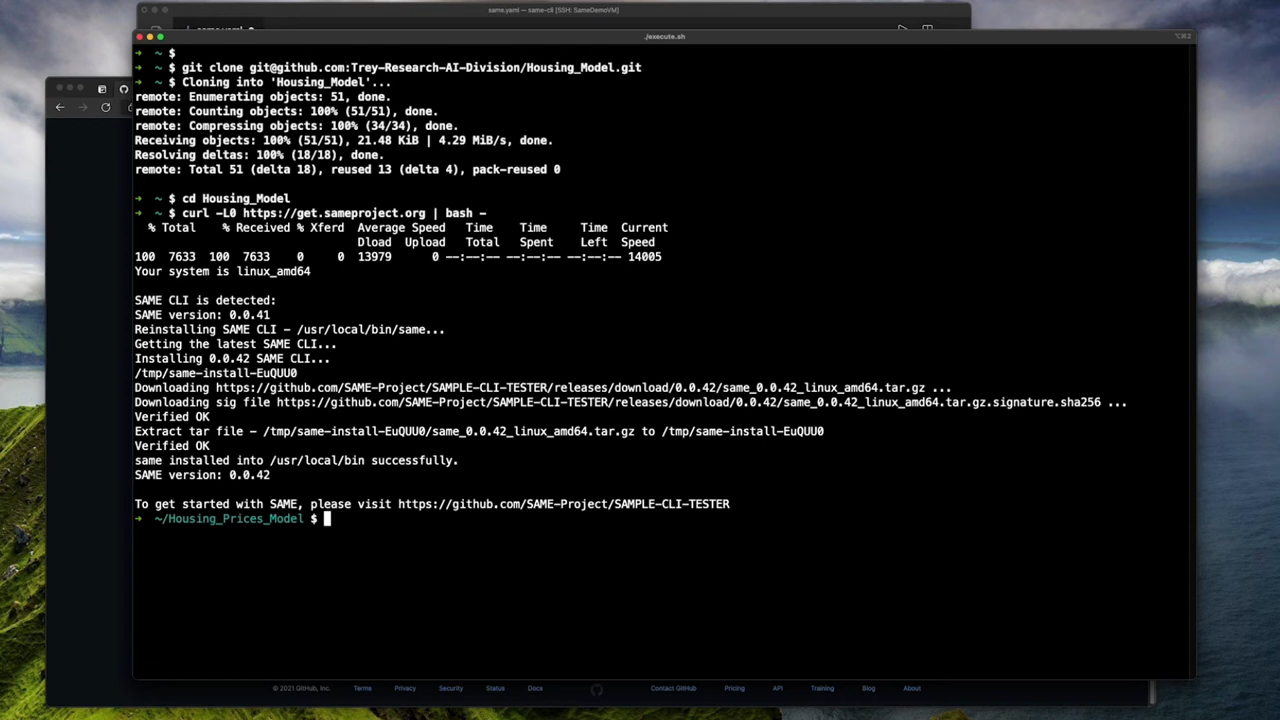 same.yaml — same-cli [SSH: SameDemoVM]
./execute.sh
⌥⌘2
➜ ~ $
➜ ~ $ git clone git@github.com:Trey-Research-AI-Division/Housing_Model.git
➜ ~ $ Cloning into 'Housing_Model'...
remote: Enumerating objects: 51, done.
remote: Counting objects: 100% (51/51), done.
remote: Compressing objects: 100% (34/34), done.
Receiving objects: 100% (51/51), 21.48 KiB | 4.29 MiB/s, done.
Resolving deltas: 100% (18/18), done.
remote: Total 51 (delta 18), reused 13 (delta 4), pack-reused 0
➜ ~ $ cd Housing_Model
➜ ~ $ curl -L0 https://get.sameproject.org | bash -
% Total % Received % Xferd Average Speed Time Time Time Current
Dload Upload Total Spent Left Speed
100 7633 100 7633 0 0 13979 0 --:--:-- --:--:-- --:--:-- 14005
Your system is linux_amd64
SAME CLI is detected:
SAME version: 0.0.41
Reinstalling SAME CLI - /usr/local/bin/same...
Getting the latest SAME CLI...
Installing 0.0.42 SAME CLI...
/tmp/same-install-EuQUU0
Downloading https://github.com/SAME-Project/SAMPLE-CLI-TESTER/releases/download/0.0.42/same_0.0.42_linux_amd64.tar.gz ...
Downloading sig file https://github.com/SAME-Project/SAMPLE-CLI-TESTER/releases/download/0.0.42/same_0.0.42_linux_amd64.tar.gz.signature.sha256 ...
Verified OK
Extract tar file - /tmp/same-install-EuQUU0/same_0.0.42_linux_amd64.tar.gz to /tmp/same-install-EuQUU0
Verified OK
same installed into /usr/local/bin successfully.
SAME version: 0.0.42
To get started with SAME, please visit https://github.com/SAME-Project/SAMPLE-CLI-TESTER
➜ ~/Housing_Prices_Model $
© 2021 GitHub, Inc. Terms Privacy Security Status Docs Contact GitHub Pricing API Training Blog About